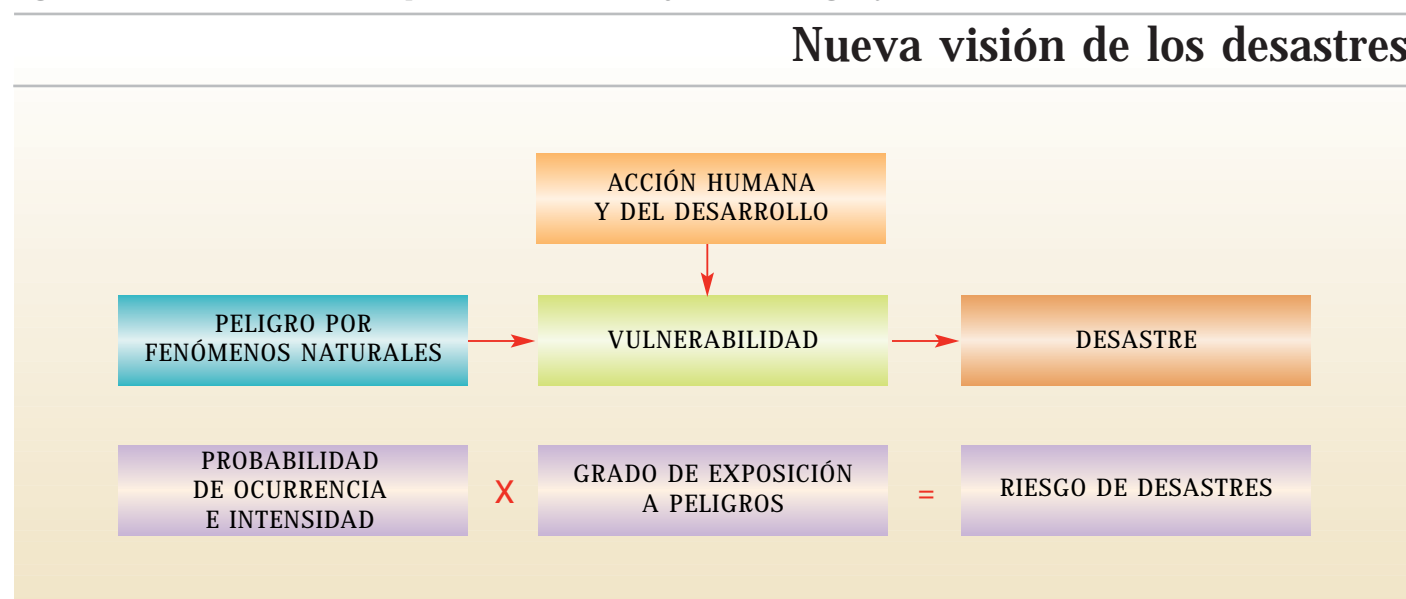 Nueva visión de los desastres
ACCIÓN HUMANA
Y DEL DESARROLLO
PELIGRO POR
FENÓMENOS NATURALES
VULNERABILIDAD
DESASTRE
PROBABILIDAD
DE OCURRENCIA
E INTENSIDAD
X
GRADO DE EXPOSICIÓN
A PELIGROS
=
RIESGO DE DESASTRES